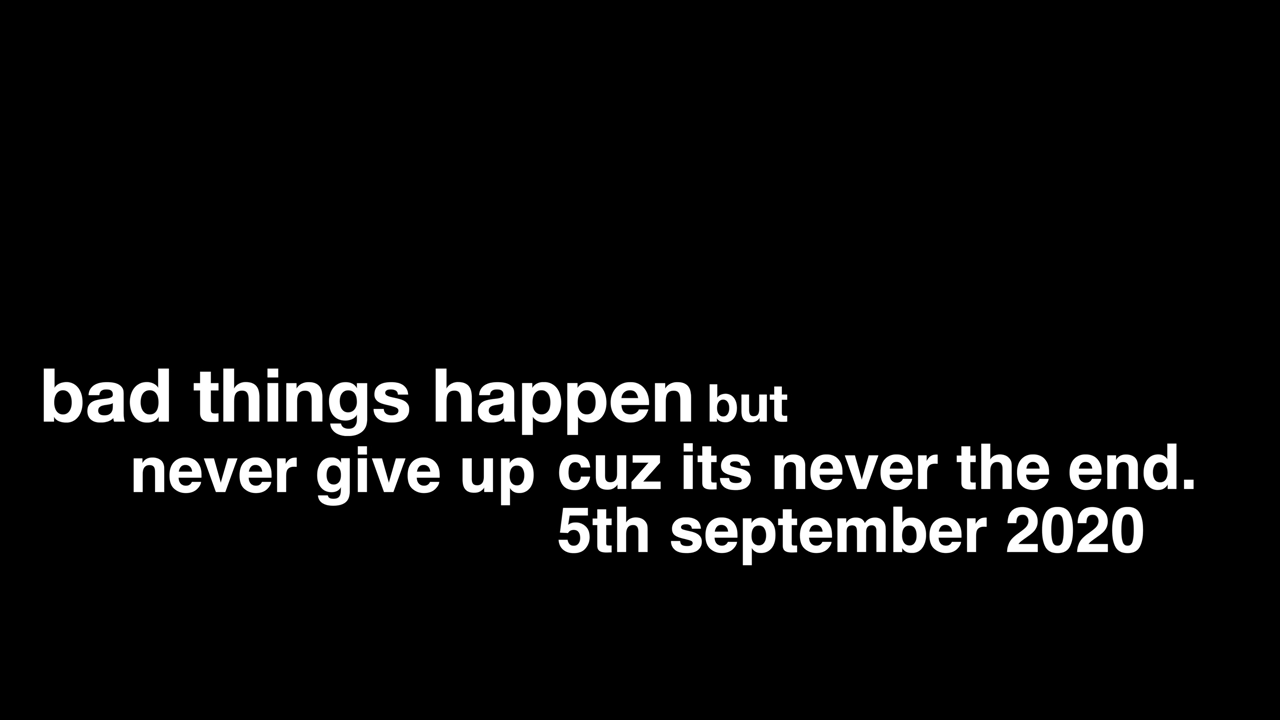 bad things happen but
never give up cuz its never the end.
5th september 2020